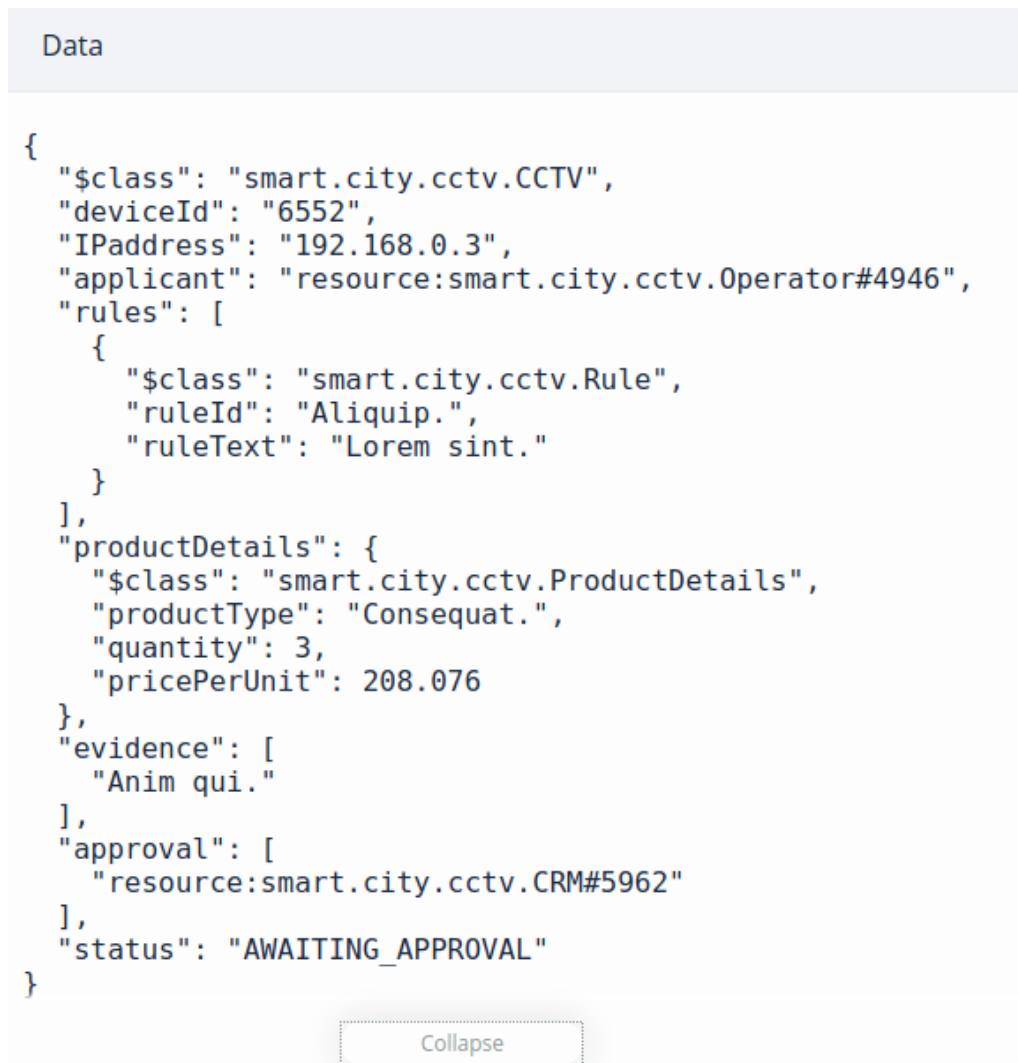 Data
{
  "$class": "smart.city.cctv.CCTV",
  "deviceId": "6552",
  "IPaddress": "192.168.0.3",
  "applicant": "resource:smart.city.cctv.Operator#4946",
  "rules": [
    {
      "$class": "smart.city.cctv.Rule",
      "ruleId": "Aliquip.",
      "ruleText": "Lorem sint."
    }
  ],
  "productDetails": {
    "$class": "smart.city.cctv.ProductDetails",
    "productType": "Consequat.",
    "quantity": 3,
    "pricePerUnit": 208.076
  },
  "evidence": [
    "Anim qui."
  ],
  "approval": [
    "resource:smart.city.cctv.CRM#5962"
  ],
  "status": "AWAITING_APPROVAL"
}
Collapse